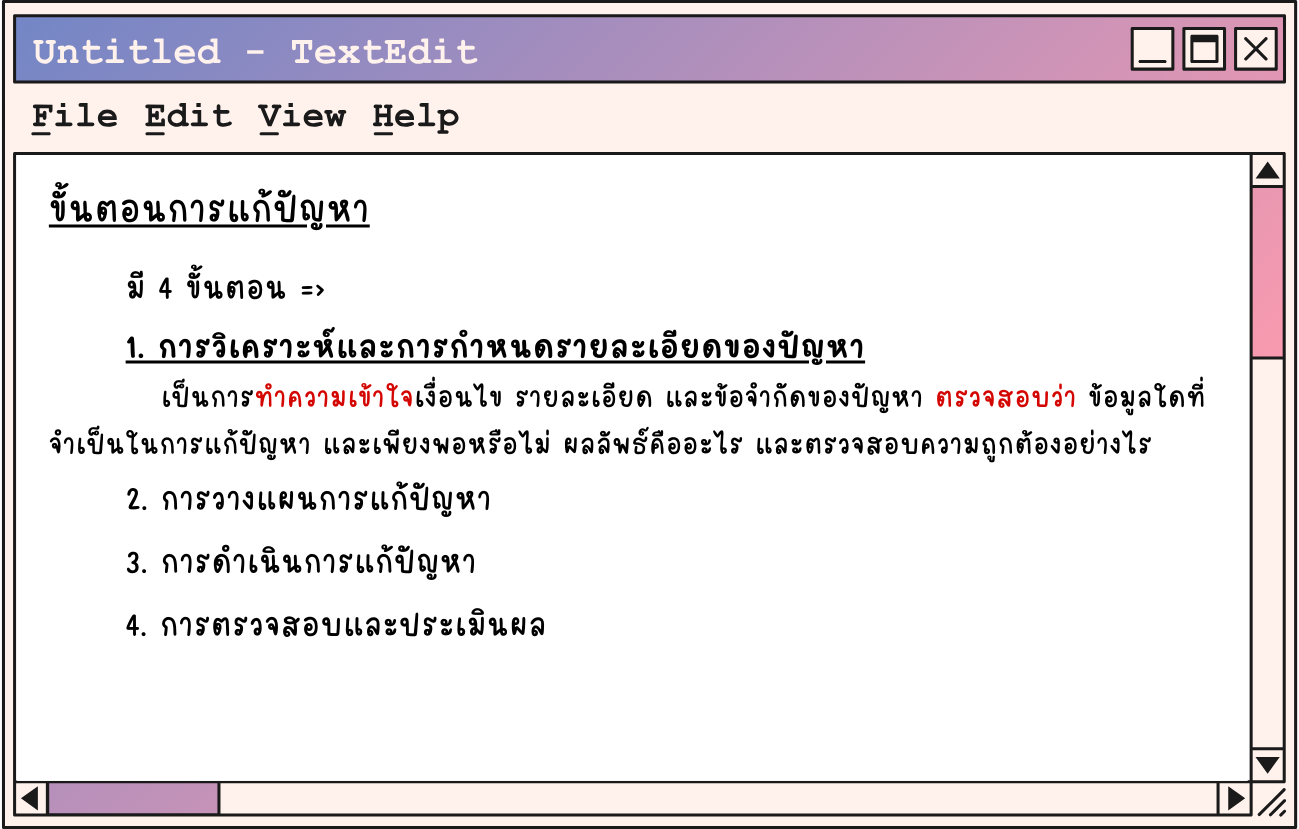 Untitled - TextEdit
File Edit View Help
ขั้นตอนการแก้ปัญหา
มี 4 ขั้นตอน =>
1. การวิเคราะห์และการกำหนดรายละเอียดของปัญหา
เป็นการทำความเข้าใจเงื่อนไข รายละเอียด และข้อจำกัดของปัญหา ตรวจสอบว่า ข้อมูลใดที่
จำเป็นในการแก้ปัญหา และเพียงพอหรือไม่ ผลลัพธ์คืออะไร และตรวจสอบความถูกต้องอย่างไร
2. การวางแผนการแก้ปัญหา
3. การดำเนินการแก้ปัญหา
4. การตรวจสอบและประเมินผล